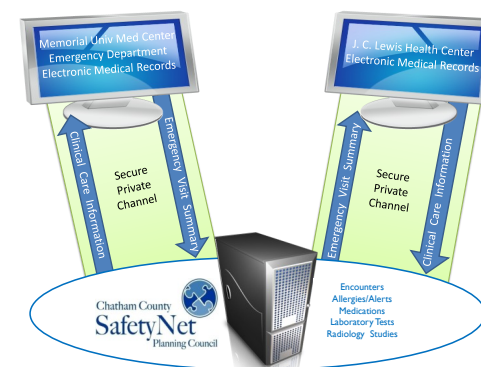 Memorial Univ Med Center
Emergency Department
Electronic Medical Records
J. C. Lewis Health Center
Electronic Medical Records
Clinical Care Information
Secure
Private
Channel
Emergency Visit Summary
Emergency Visit Summary
Secure
Private
Channel
Clinical Care Information
Chatham County
SafetyNet
Planning Council
Encounters
Allergies/Alerts
Medications
Laboratory Tests
Radiology Studies